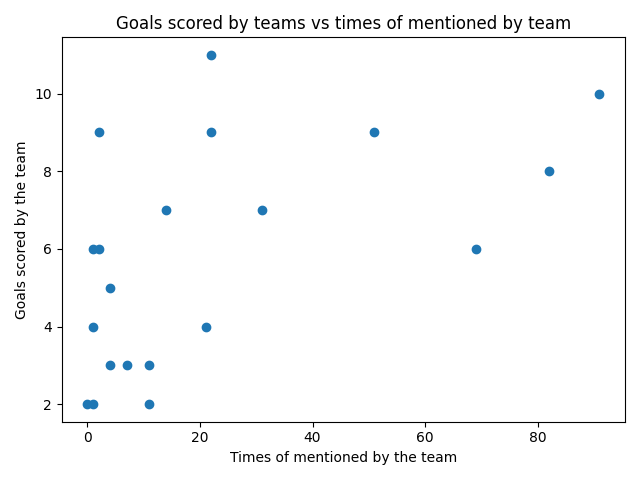 Goals scored by teams vs times of mentioned by team
10
8
6
4
2
Goals scored by the team
0 20 40 60 80
Times of mentioned by the team